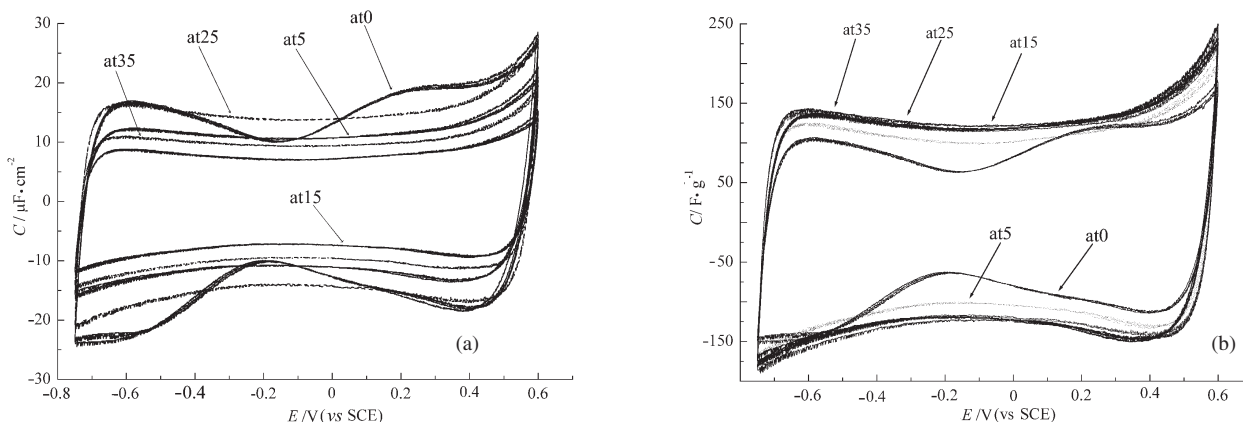 30
20
10
0
-10
-20
-30
-0.8
-0.6
-0.4
-0.2
0
0.2
0.4
0.6
C / μF•cm⁻²
E /V(vs SCE)
at35
at25
at5
at0
at15
(a)
250
150
50
-50
-150
-0.6
-0.4
-0.2
0
0.2
0.4
0.6
C/ F•g⁻¹
E /V(vs SCE)
at35
at25
at15
at5
at0
(b)